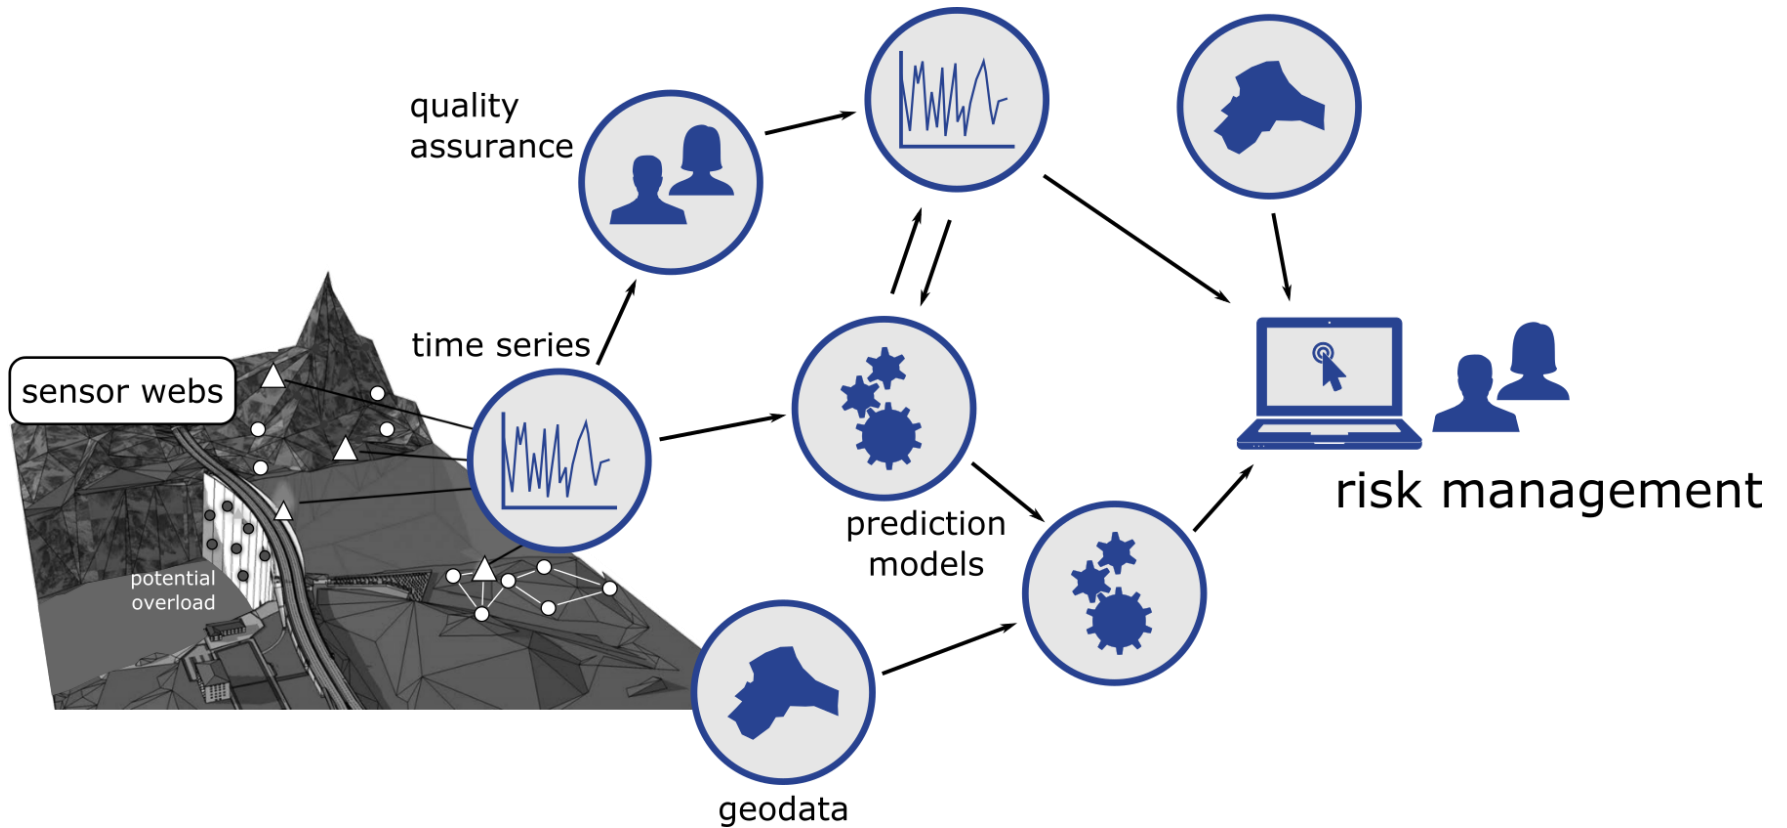 quality
assurance
time series
sensor webs
potential
overload
prediction
models
risk management
geodata